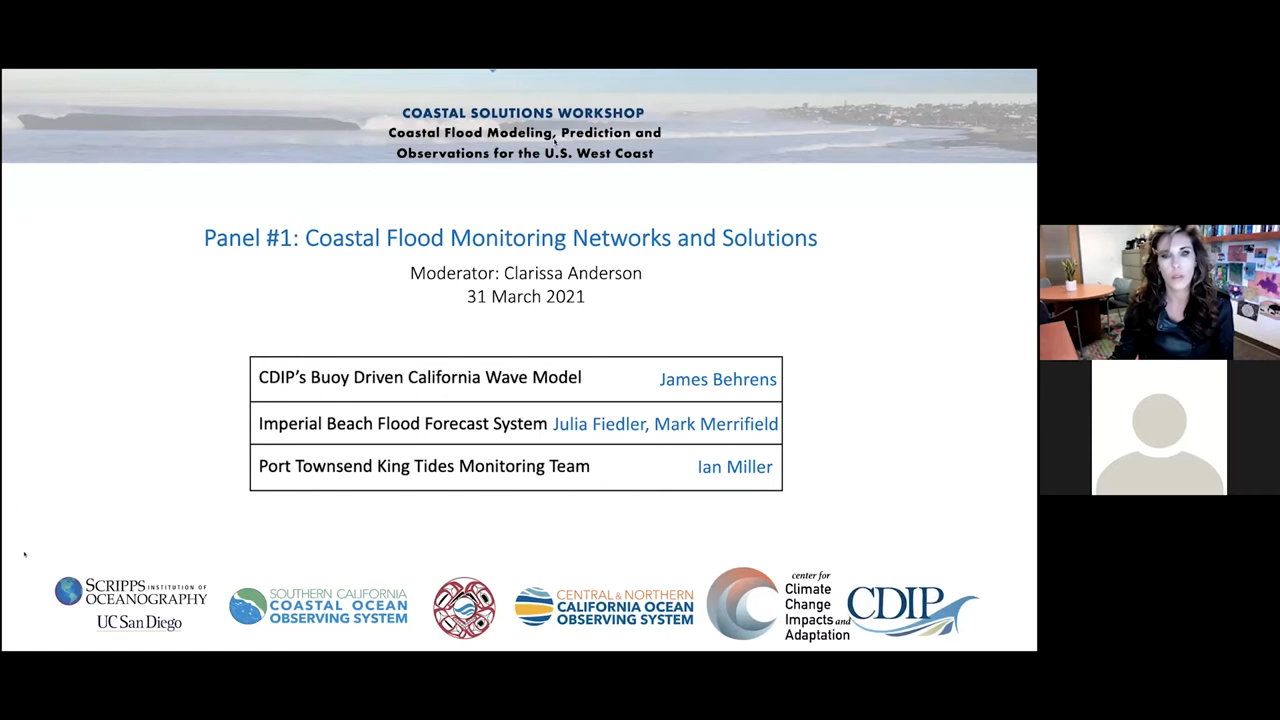 COASTAL SOLUTIONS WORKSHOP
Coastal Flood Modeling, Prediction and
Observations for the U.S. West Coast
Panel #1: Coastal Flood Monitoring Networks and Solutions
Moderator: Clarissa Anderson
31 March 2021
CDIP’s Buoy Driven California Wave Model James Behrens
Imperial Beach Flood Forecast System Julia Fiedler, Mark Merrifield
Port Townsend King Tides Monitoring Team Ian Miller
SCRIPPS INSTITUTION OF
OCEANOGRAPHY
UC San Diego
SOUTHERN CALIFORNIA
COASTAL OCEAN
OBSERVING SYSTEM
CENTRAL & NORTHERN
CALIFORNIA OCEAN
OBSERVING SYSTEM
center for
Climate
Change
Impacts and
Adaptation
CDIP